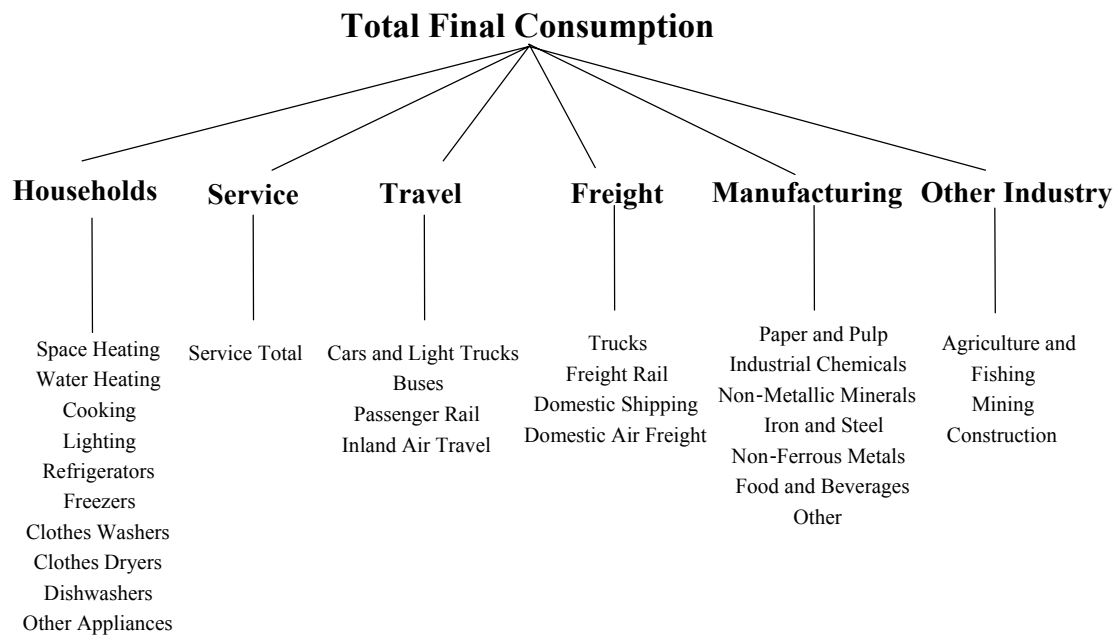 Total Final Consumption
Households
Service
Travel
Freight
Manufacturing
Other Industry
Space Heating
Water Heating
Cooking
Lighting
Refrigerators
Freezers
Clothes Washers
Clothes Dryers
Dishwashers
Other Appliances
Service Total
Cars and Light Trucks
Buses
Passenger Rail
Inland Air Travel
Trucks
Freight Rail
Domestic Shipping
Domestic Air Freight
Paper and Pulp
Industrial Chemicals
Non-Metallic Minerals
Iron and Steel
Non-Ferrous Metals
Food and Beverages
Other
Agriculture and
Fishing
Mining
Construction